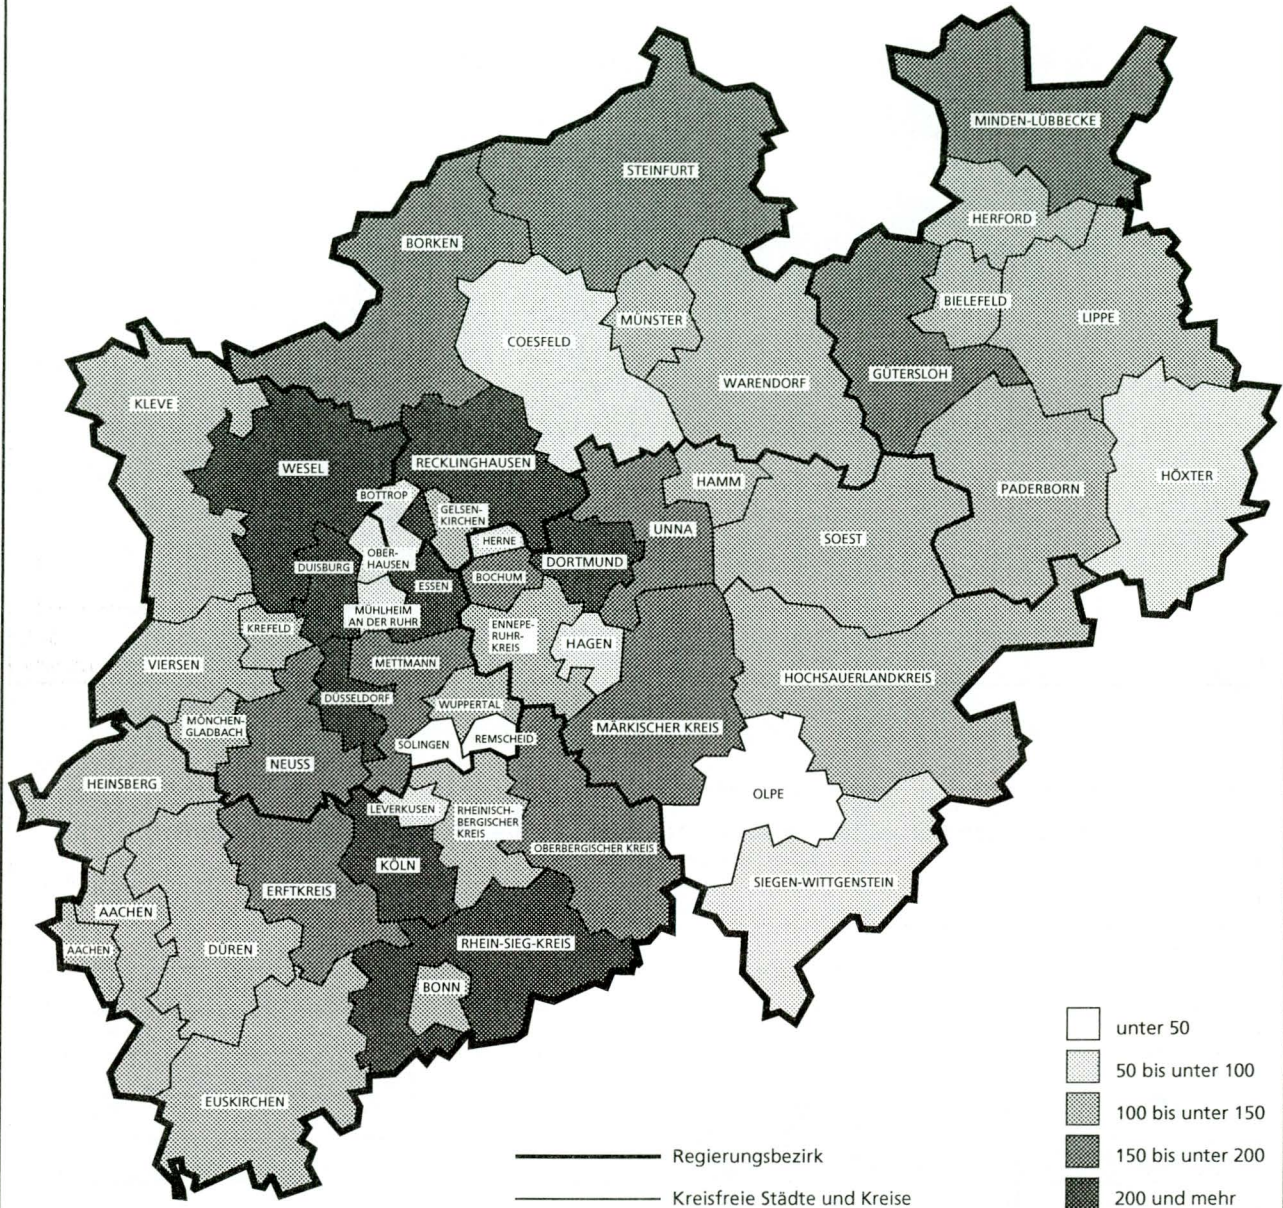 MINDEN-LÜBBECKE
STEINFURT
HERFORD
BORKEN
BIELEFELD
MÜNSTER
LIPPE
COESFELD
GÜTERSLOH
WARENDORF
KLEVE
RECKLINGHAUSEN
WESEL
HÖXTER
HAMM
PADERBORN
BOTTROP
GELSEN-
KIRCHEN
UNNA
SOEST
HERNE
OBER-
HAUSEN
DORTMUND
DUISBURG
BOCHUM
ESSEN
MÜHLHEIM
AN DER RUHR
KREFELD
ENNEPE-
RUHR-
KREIS
HAGEN
VIERSEN
METTMANN
HOCHSAUERLANDKREIS
DÜSSELDORF
WUPPERTAL
MÖNCHEN-
GLADBACH
MÄRKISCHER KREIS
SOLINGEN
REMSCHEID
NEUSS
HEINSBERG
OLPE
LEVERKUSEN
RHEINISCH-
BERGISCHER
KREIS
OBERBERGISCHER KREIS
KÖLN
SIEGEN-WITTGENSTEIN
ERFTKREIS
AACHEN
AACHEN
DÜREN
RHEIN-SIEG-KREIS
BONN
EUSKIRCHEN
unter 50
50 bis unter 100
100 bis unter 150
150 bis unter 200
200 und mehr
Regierungsbezirk
Kreisfreie Städte und Kreise